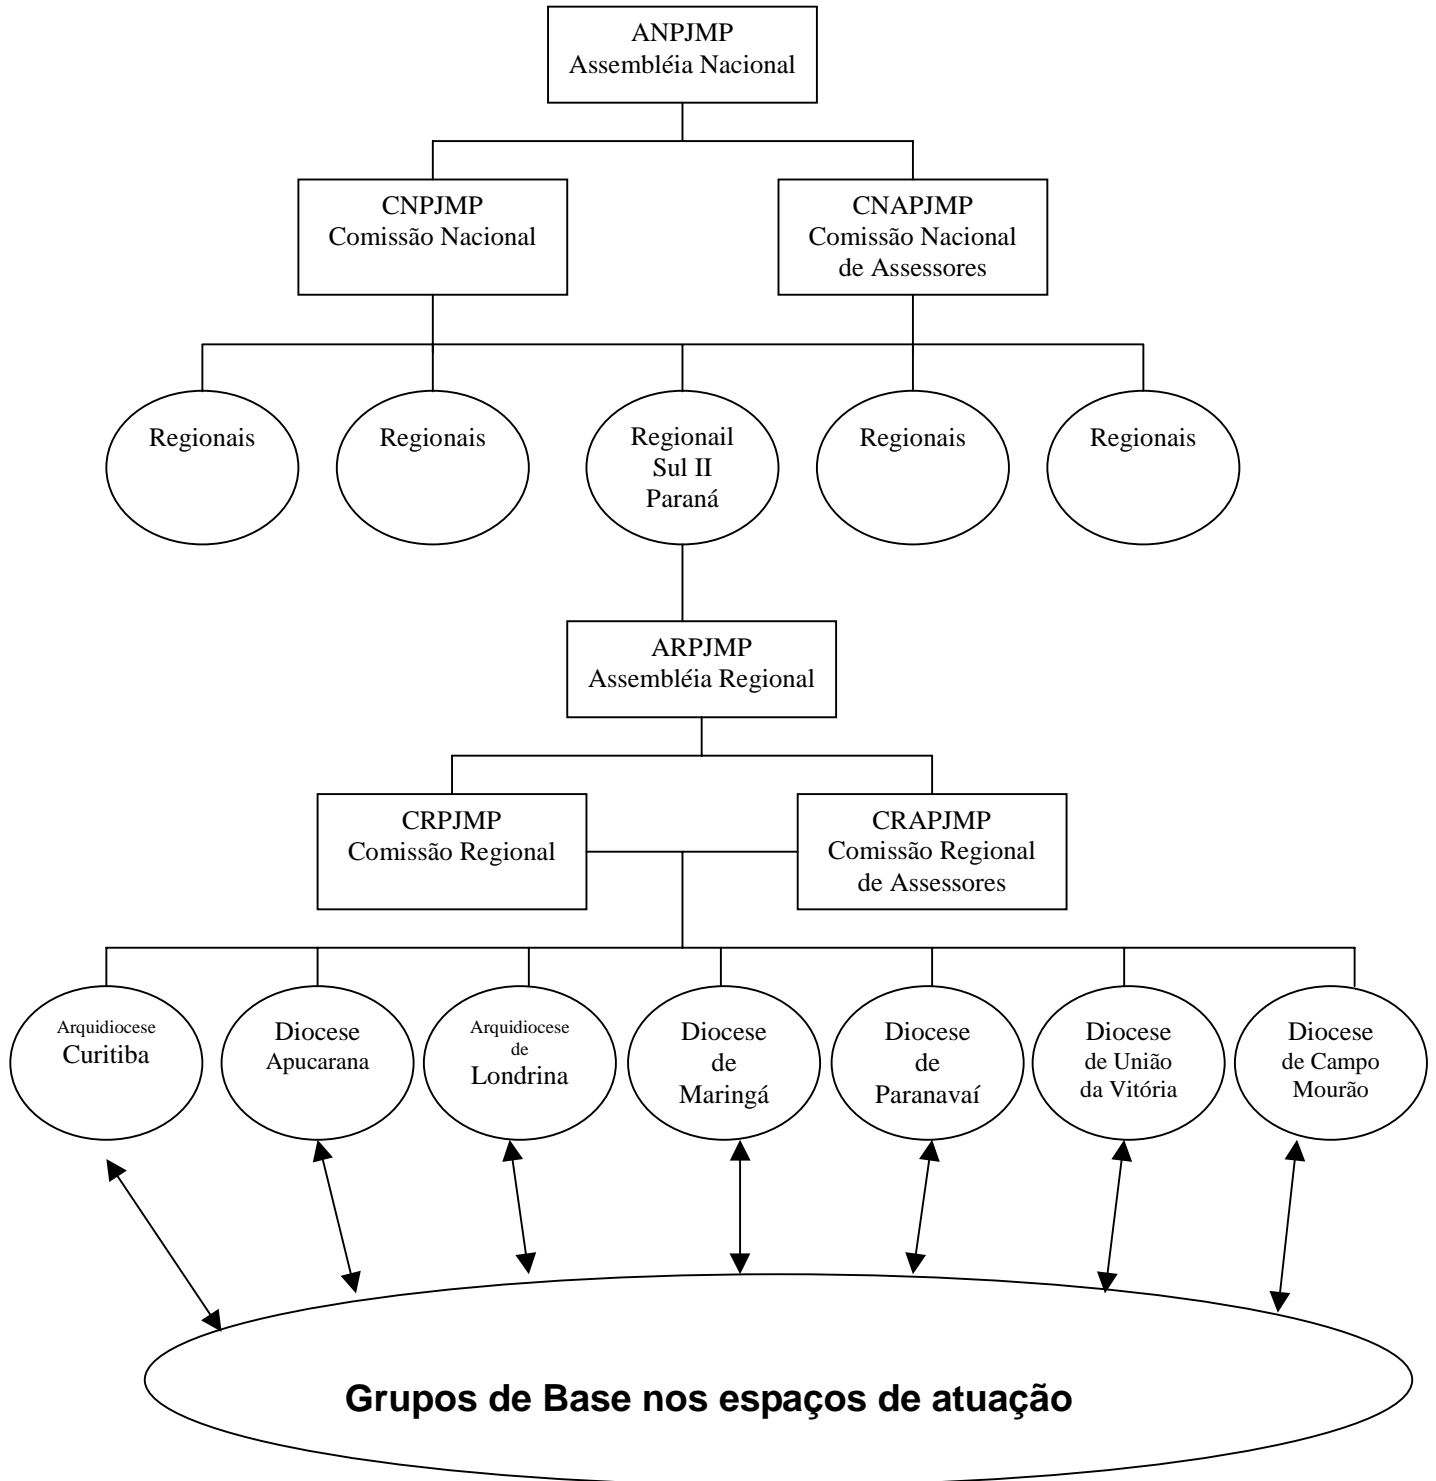 ANPJMP
Assembléia Nacional
CNPJMP
Comissão Nacional
CNAPJMP
Comissão Nacional
de Assessores
Regionais
Regionais
Regionail
Sul II
Paraná
Regionais
Regionais
ARPJMP
Assembléia Regional
CRPJMP
Comissão Regional
CRAPJMP
Comissão Regional
de Assessores
Arquidiocese
Curitiba
Diocese
Apucarana
Arquidiocese
de
Londrina
Diocese
de
Maringá
Diocese
de
Paranavaí
Diocese
de União
da Vitória
Diocese
de Campo
Mourão
Grupos de Base nos espaços de atuação